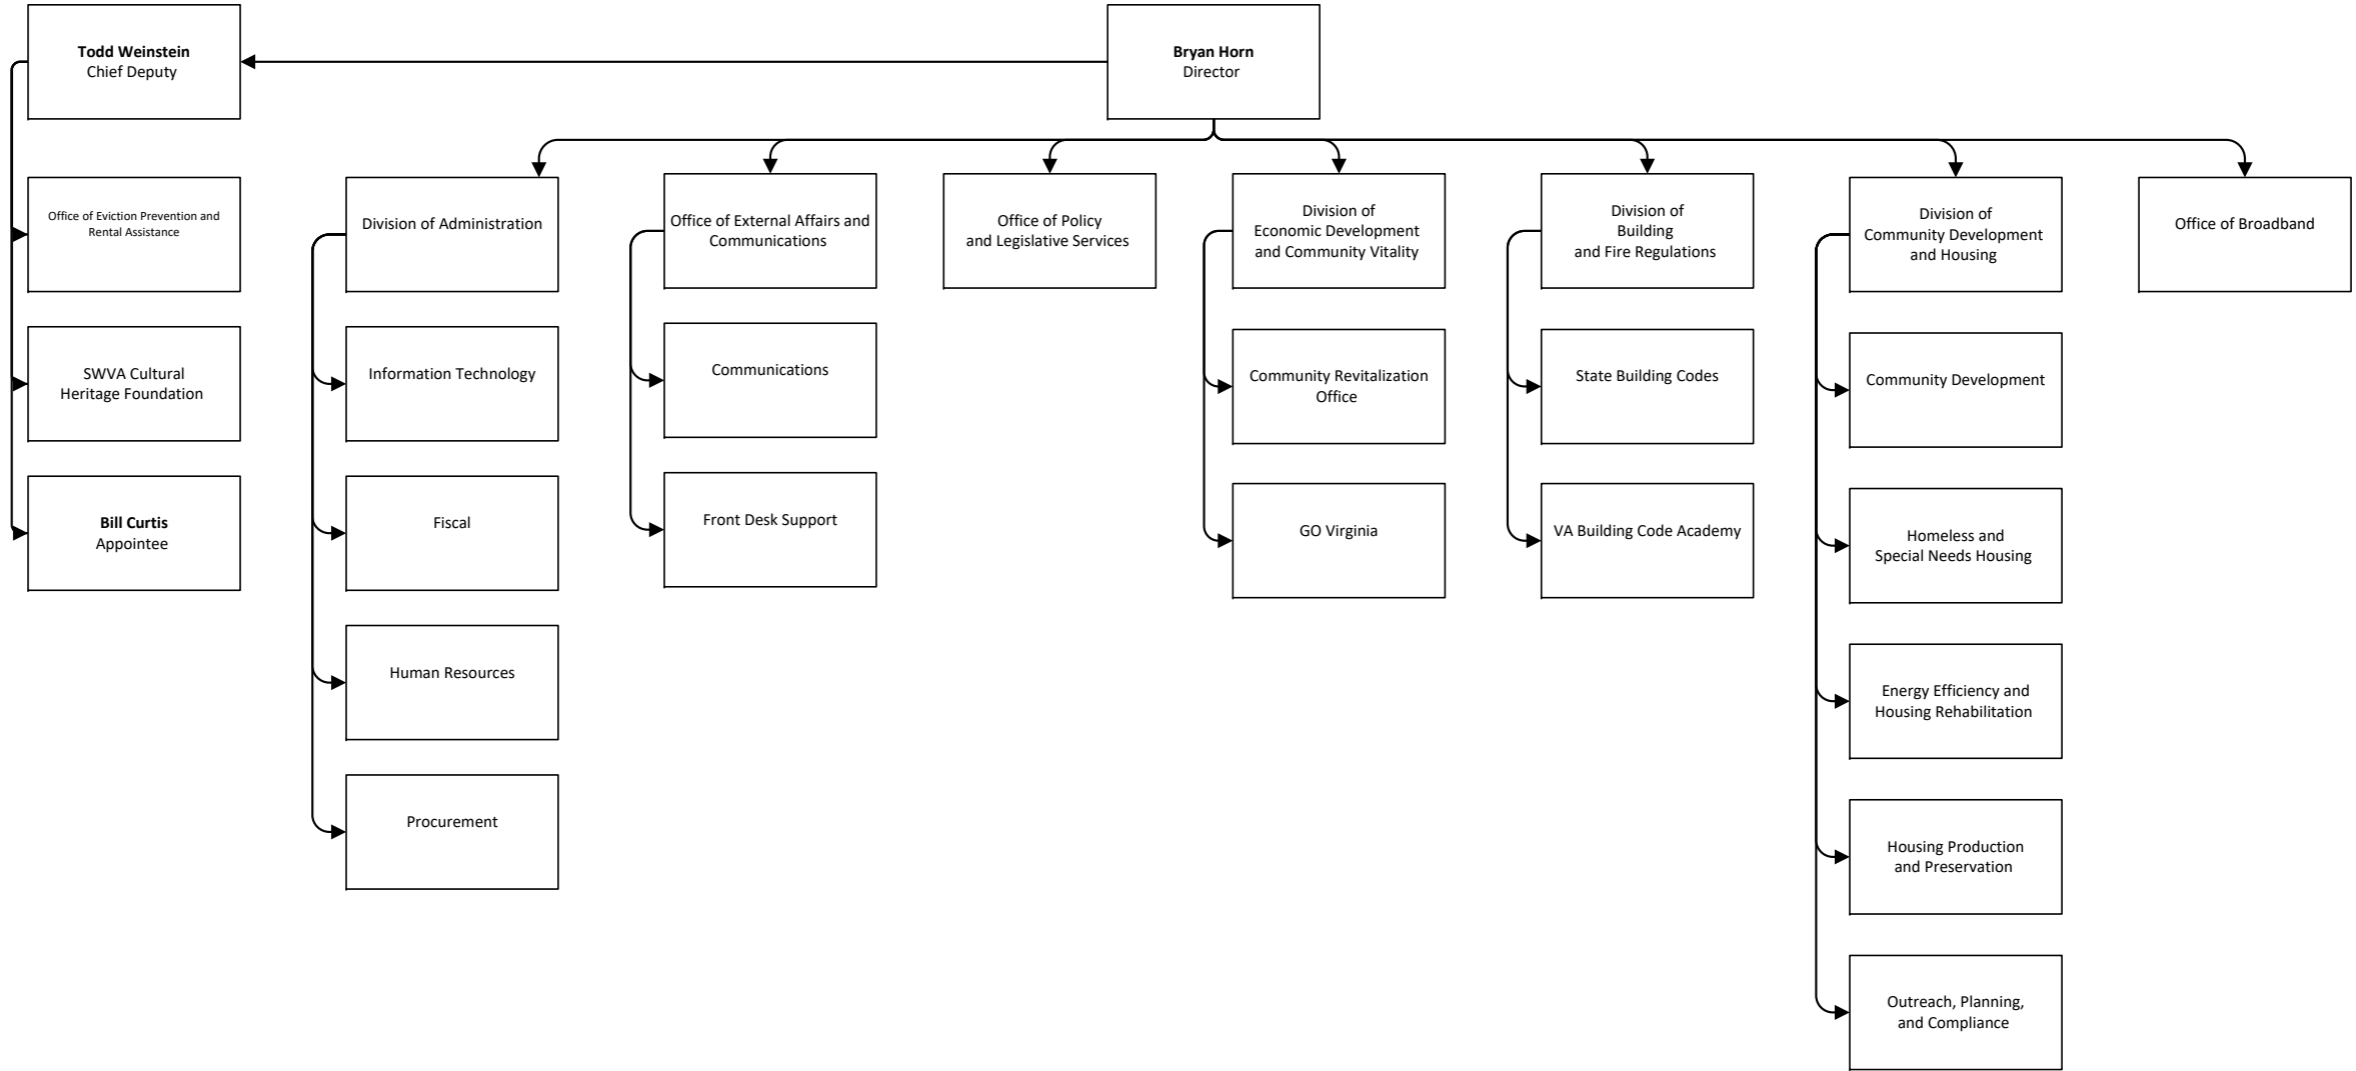 Todd Weinstein
Chief Deputy
Bryan Horn
Director
Office of Eviction Prevention and
Rental Assistance
SWVA Cultural
Heritage Foundation
Bill Curtis
Appointee
Division of Administration
Information Technology
Fiscal
Human Resources
Procurement
Office of External Affairs and
Communications
Communications
Front Desk Support
Office of Policy
and Legislative Services
Division of
Economic Development
and Community Vitality
Community Revitalization
Office
GO Virginia
Division of
Building
and Fire Regulations
State Building Codes
VA Building Code Academy
Division of
Community Development
and Housing
Community Development
Homeless and
Special Needs Housing
Energy Efficiency and
Housing Rehabilitation
Housing Production
and Preservation
Outreach, Planning,
and Compliance
Office of Broadband